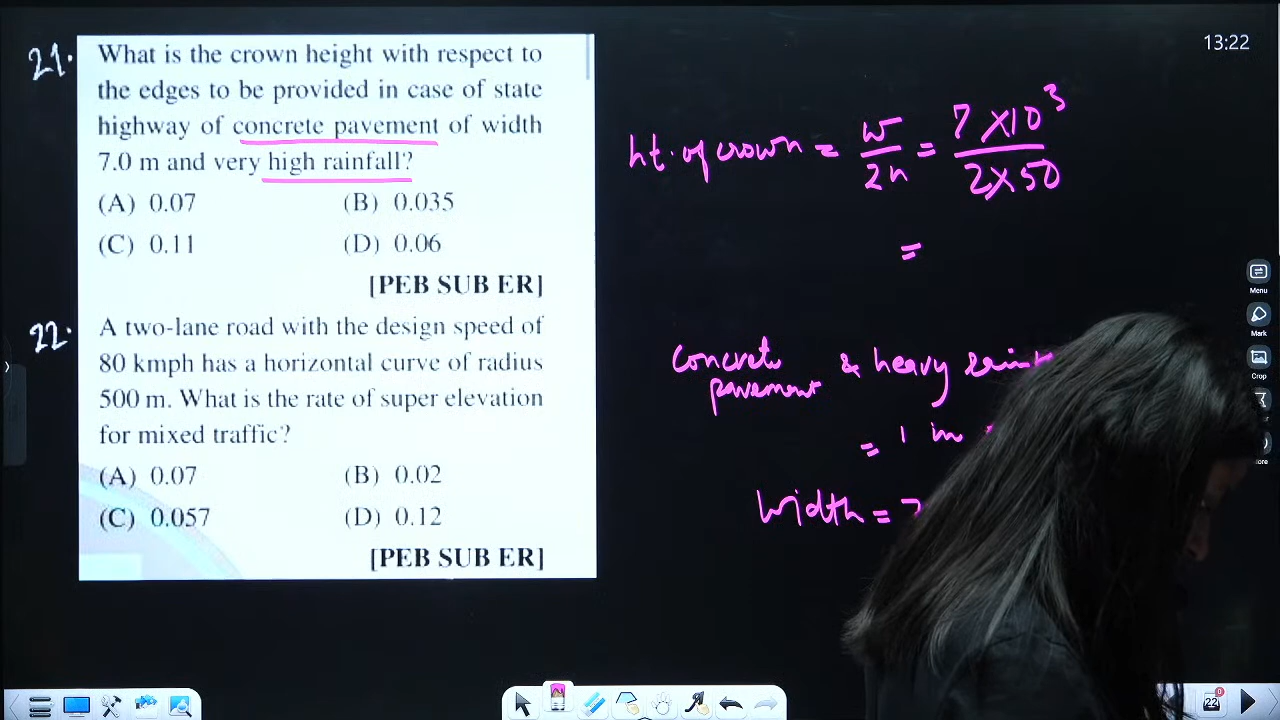 13:22
21.
What is the crown height with respect to
the edges to be provided in case of state
highway of concrete pavement of width
7.0 m and very high rainfall?
(A) 0.07 (B) 0.035
(C) 0.11 (D) 0.06
[PEB SUB ER]
22.
A two-lane road with the design speed of
80 kmph has a horizontal curve of radius
500 m. What is the rate of super elevation
for mixed traffic?
(A) 0.07 (B) 0.02
(C) 0.057 (D) 0.12
[PEB SUB ER]
ht. of crown = w/2n = 7×10³/2×50
=
Concrete & heavy
pavement
= 1 in
Width = 7
Menu
Mark
Crop
22